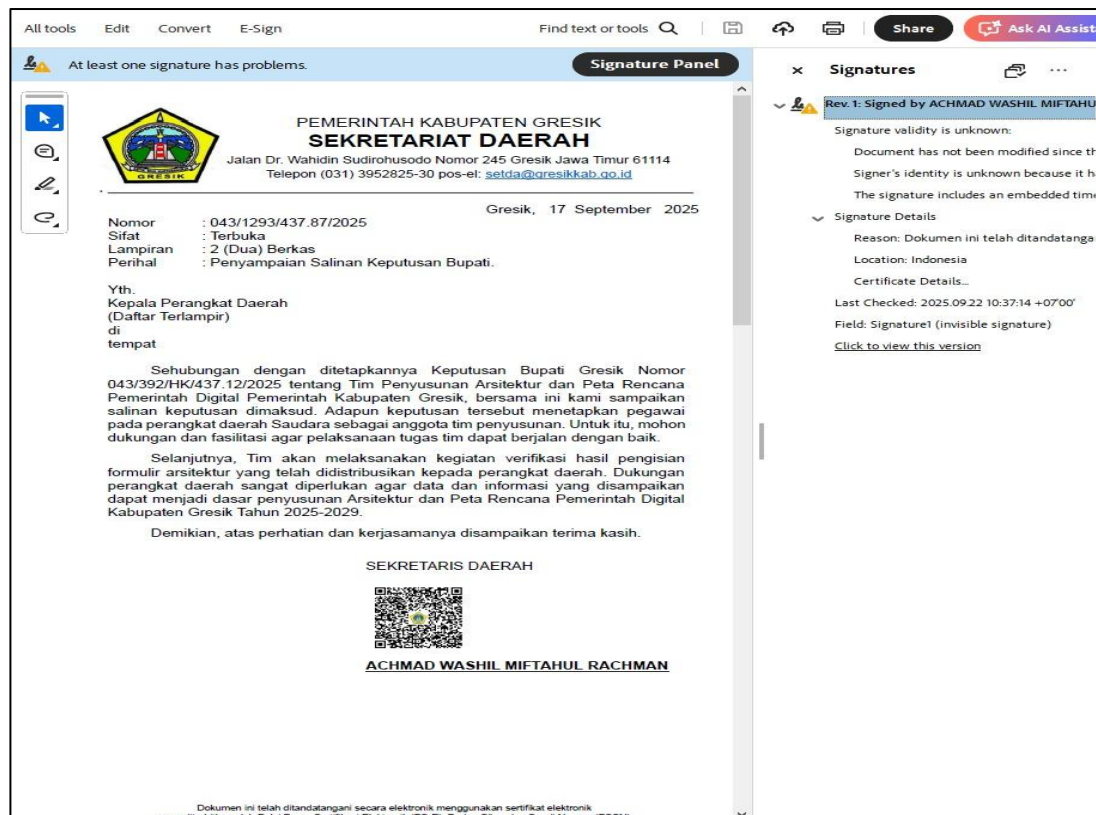 All tools Edit Convert E-Sign Find text or tools Share Ask AI Assist
At least one signature has problems. Signature Panel
PEMERINTAH KABUPATEN GRESIK
SEKRETARIAT DAERAH
Jalan Dr. Wahidin Sudirohusodo Nomor 245 Gresik Jawa Timur 61114
Telepon (031) 3952825-30 pos-el: setda@gresikkab.go.id
GRESIK
Gresik, 17 September 2025
Nomor : 043/1293/437.87/2025
Sifat : Terbuka
Lampiran : 2 (Dua) Berkas
Perihal : Penyampaian Salinan Keputusan Bupati.
Yth.
Kepala Perangkat Daerah
(Daftar Terlampir)
di
tempat
Sehubungan dengan ditetapkannya Keputusan Bupati Gresik Nomor
043/392/HK/437.12/2025 tentang Tim Penyusunan Arsitektur dan Peta Rencana
Pemerintah Digital Pemerintah Kabupaten Gresik, bersama ini kami sampaikan
salinan keputusan dimaksud. Adapun keputusan tersebut menetapkan pegawai
pada perangkat daerah Saudara sebagai anggota tim penyusunan. Untuk itu, mohon
dukungan dan fasilitasi agar pelaksanaan tugas tim dapat berjalan dengan baik.
Selanjutnya, Tim akan melaksanakan kegiatan verifikasi hasil pengisian
formulir arsitektur yang telah didistribusikan kepada perangkat daerah. Dukungan
perangkat daerah sangat diperlukan agar data dan informasi yang disampaikan
dapat menjadi dasar penyusunan Arsitektur dan Peta Rencana Pemerintah Digital
Kabupaten Gresik Tahun 2025-2029.
Demikian, atas perhatian dan kerjasamanya disampaikan terima kasih.
SEKRETARIS DAERAH
ACHMAD WASHIL MIFTAHUL RACHMAN
Dokumen ini telah ditandatangani secara elektronik menggunakan sertifikat elektronik
Signatures
Rev. 1: Signed by ACHMAD WASHIL MIFTAHU
Signature validity is unknown:
Document has not been modified since th
Signer's identity is unknown because it ha
The signature includes an embedded time
Signature Details
Reason: Dokumen ini telah ditandatanga
Location: Indonesia
Certificate Details...
Last Checked: 2025.09.22 10:37:14 +07'00'
Field: Signature1 (invisible signature)
Click to view this version